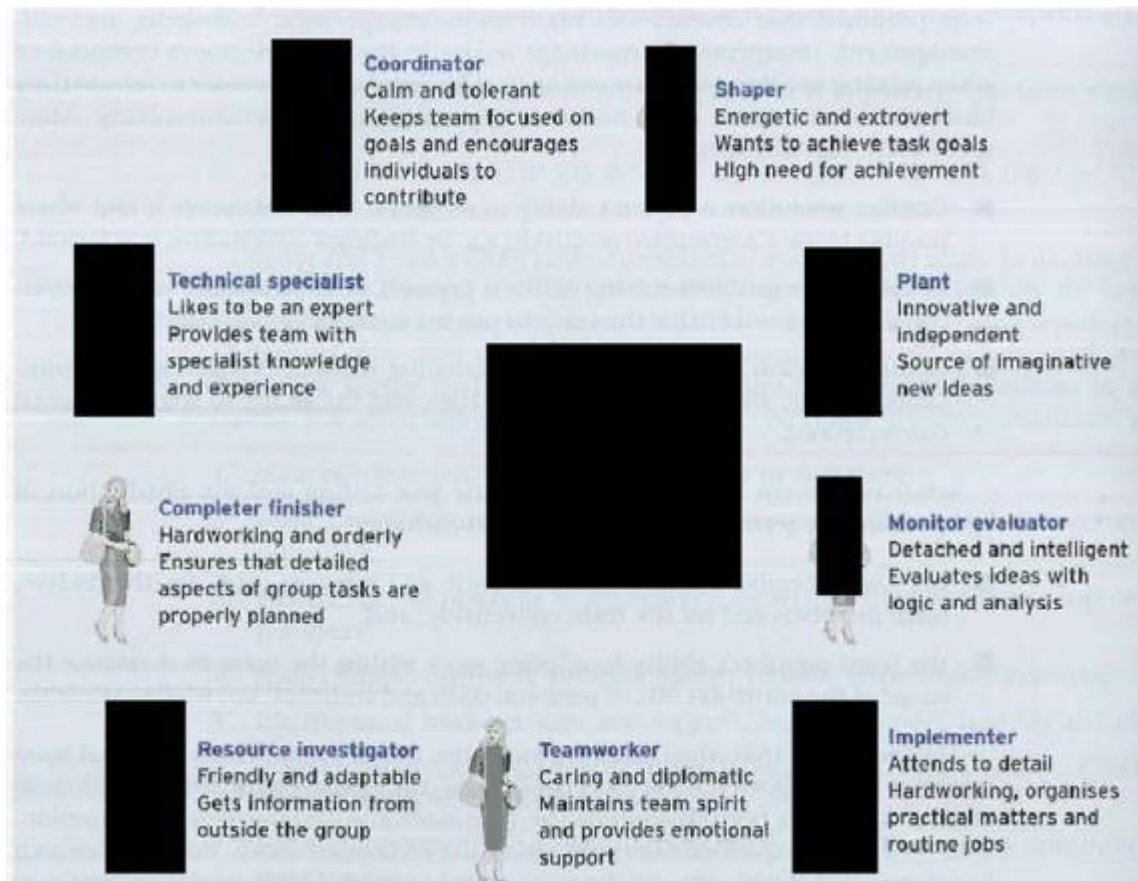 Coordinator
Calm and tolerant
Keeps team focused on
goals and encourages
individuals to
contribute
Shaper
Energetic and extrovert
Wants to achieve task goals
High need for achievement
Technical specialist
Likes to be an expert
Provides team with
specialist knowledge
and experience
Plant
Innovative and
independent
Source of imaginative
new ideas
Completer finisher
Hardworking and orderly
Ensures that detailed
aspects of group tasks are
properly planned
Monitor evaluator
Detached and intelligent
Evaluates ideas with
logic and analysis
Resource investigator
Friendly and adaptable
Gets information from
outside the group
Teamworker
Caring and diplomatic
Maintains team spirit
and provides emotional
support
Implementer
Attends to detail
Hardworking, organises
practical matters and
routine jobs